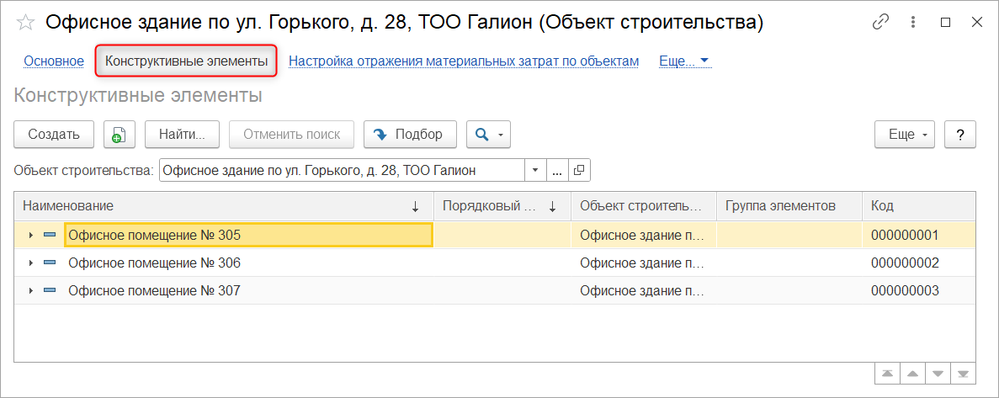 Офисное здание по ул. Горького, д. 28, ТОО Галион (Объект строительства)
Основное Конструктивные элементы Настройка отражения материальных затрат по объектам Еще...
Конструктивные элементы
Создать Найти... Отменить поиск Подбор Еще ?
Объект строительства: Офисное здание по ул. Горького, д. 28, ТОО Галион ...
Наименование Порядковый ... Объект строитель... Группа элементов Код
Офисное помещение № 305 Офисное здание п... 000000001
Офисное помещение № 306 Офисное здание п... 000000002
Офисное помещение № 307 Офисное здание п... 000000003